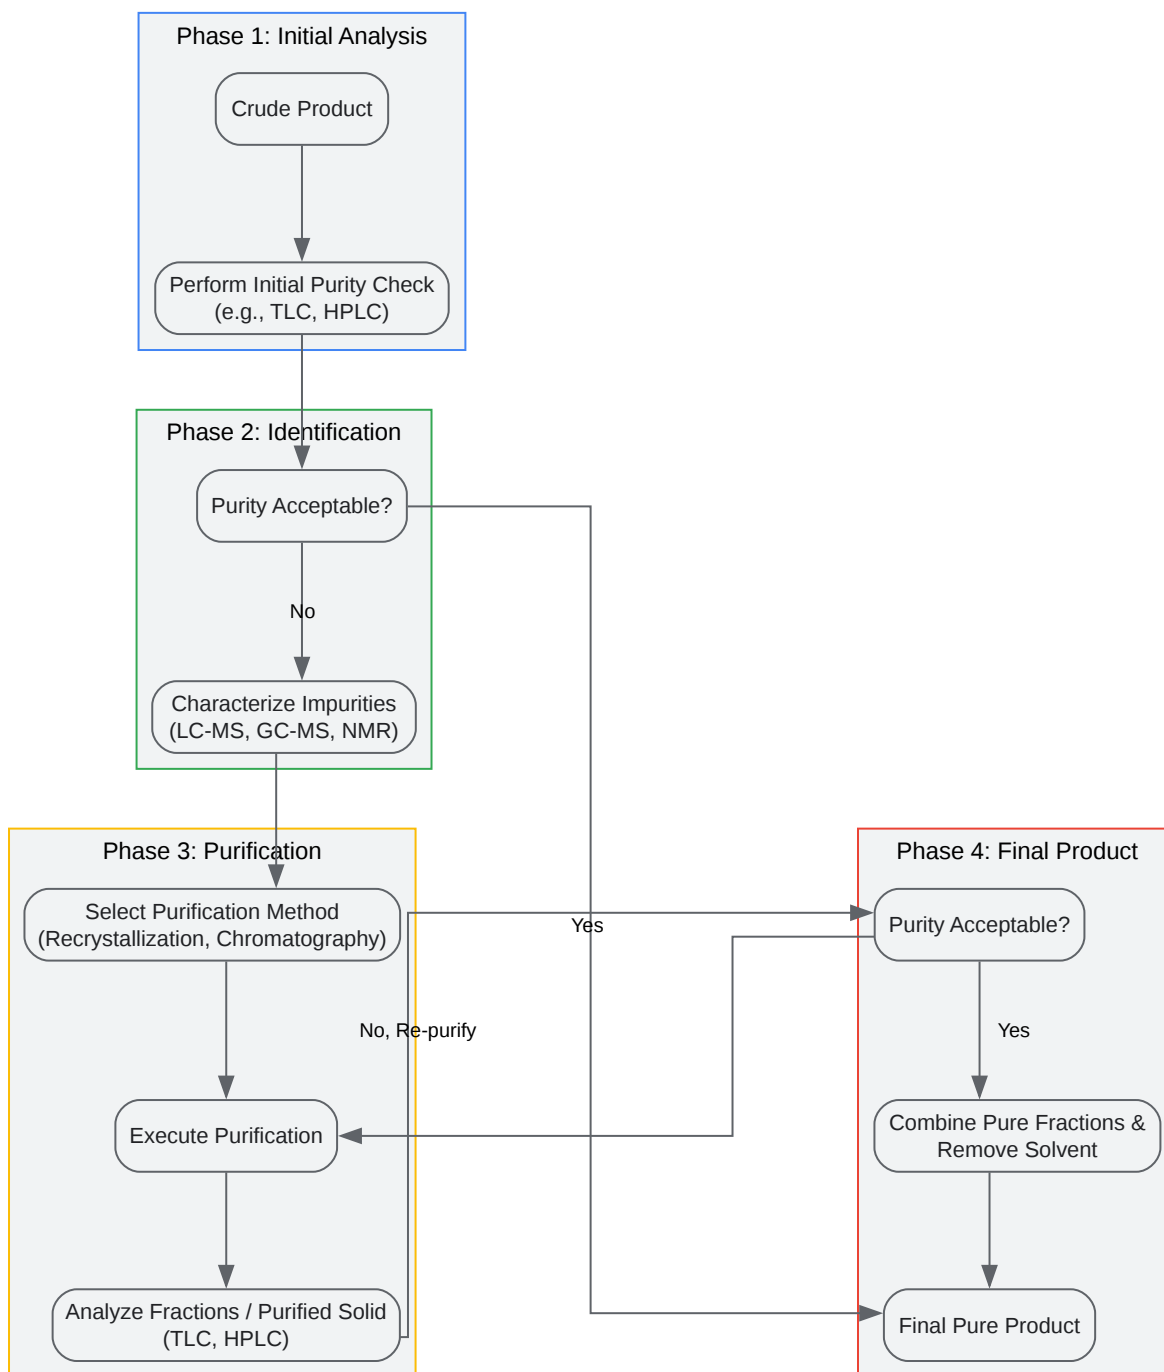 Phase 1: Initial Analysis
Crude Product
Perform Initial Purity Check
(e.g., TLC, HPLC)
Phase 2: Identification
Purity Acceptable?
No
Characterize Impurities
(LC-MS, GC-MS, NMR)
Phase 3: Purification
Select Purification Method
(Recrystallization, Chromatography)
Yes
No, Re-purify
Execute Purification
Analyze Fractions / Purified Solid
(TLC, HPLC)
Phase 4: Final Product
Purity Acceptable?
Yes
Combine Pure Fractions &
Remove Solvent
Final Pure Product